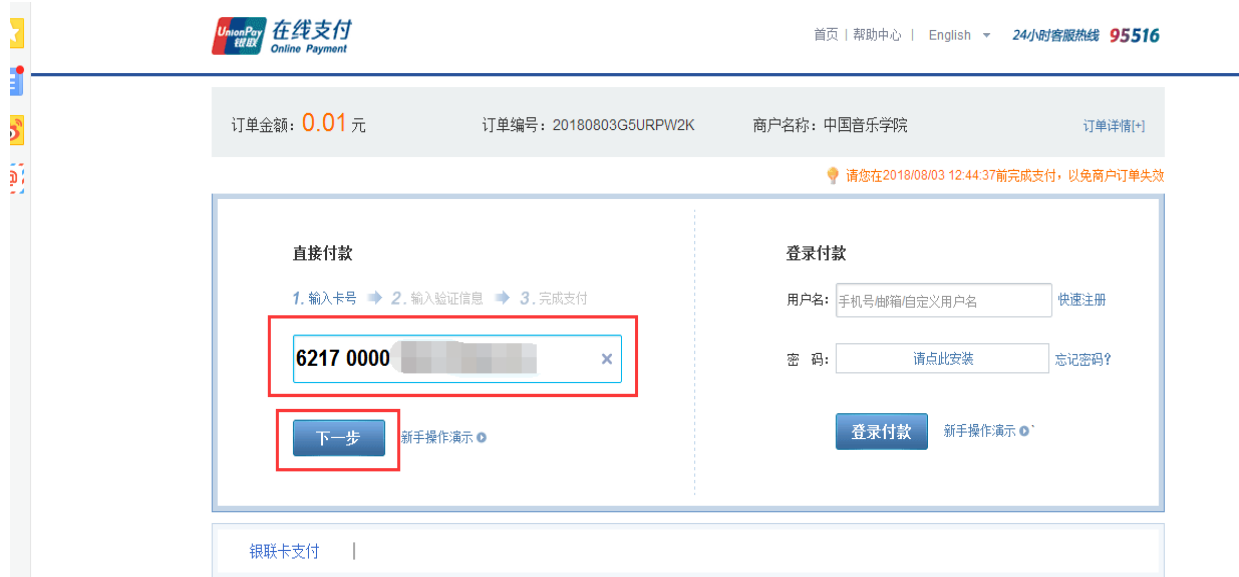 UnionPay 银联 在线支付 Online Payment
首页 | 帮助中心 | English 24小时客服热线 95516
订单金额：0.01 元 订单编号：20180803G5URPW2K 商户名称：中国音乐学院 订单详情[+]
请您在2018/08/03 12:44:37前完成支付，以免商户订单失效
直接付款
1. 输入卡号 2. 输入验证信息 3. 完成支付
6217 0000
下一步 新手操作演示
登录付款
用户名: 手机号/邮箱/自定义用户名 快速注册
密 码: 请点此安装 忘记密码?
登录付款 新手操作演示
银联卡支付 |